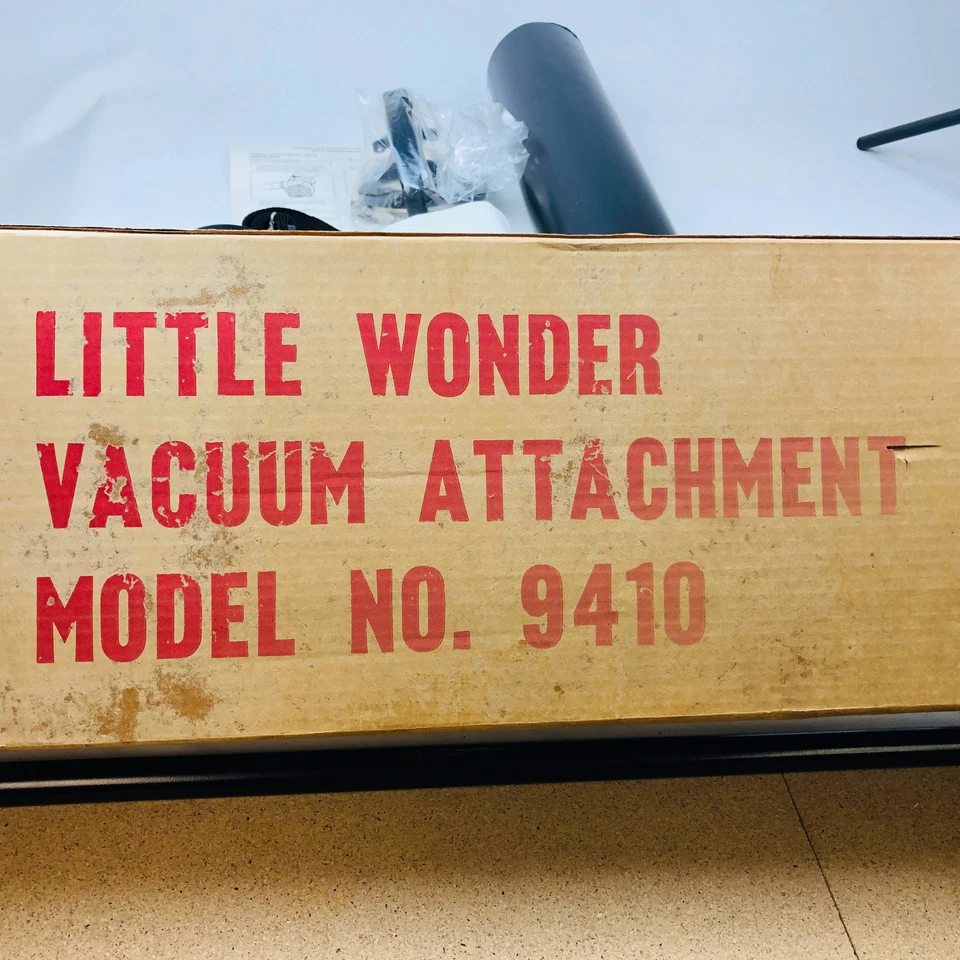 LITTLE WONDER
VACUUM ATTACHMENT
MODEL NO. 9410